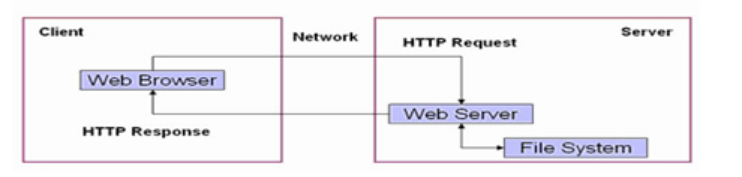 Client
Network
Server
HTTP Request
Web Browser
Web Server
HTTP Response
File System